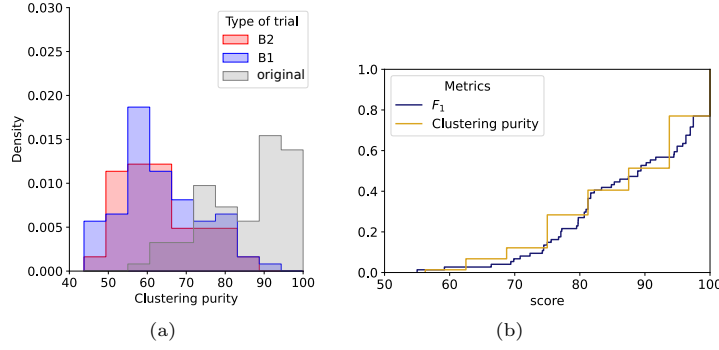 Type of trial
B2
B1
original
0.030
0.025
0.020
0.015
0.010
0.005
0.000
Density
40 50 60 70 80 90 100
Clustering purity
(a)
Metrics
F₁
Clustering purity
1.0
0.8
0.6
0.4
0.2
0.0
50 60 70 80 90 100
score
(b)